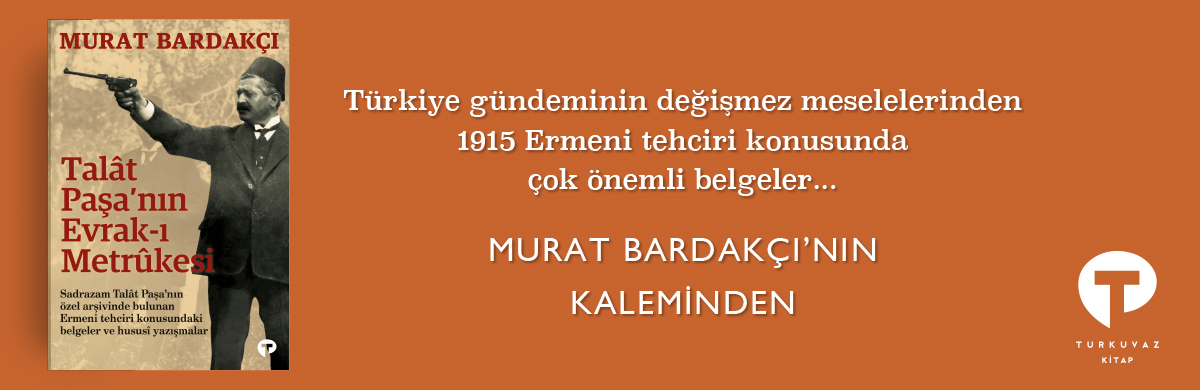 MURAT BARDAKÇI
Talât
Paşa'nın
Evrak-ı
Metrûkesi
Sadrazam Talât Paşa'nın
özel arşivinde bulunan
Ermeni tehciri konusundaki
belgeler ve hususî yazışmalar
T
Türkiye gündeminin değişmez meselelerinden
1915 Ermeni tehciri konusunda
çok önemli belgeler...
MURAT BARDAKÇI'NIN
KALEMİNDEN
T
TURKUVAZ
KİTAP